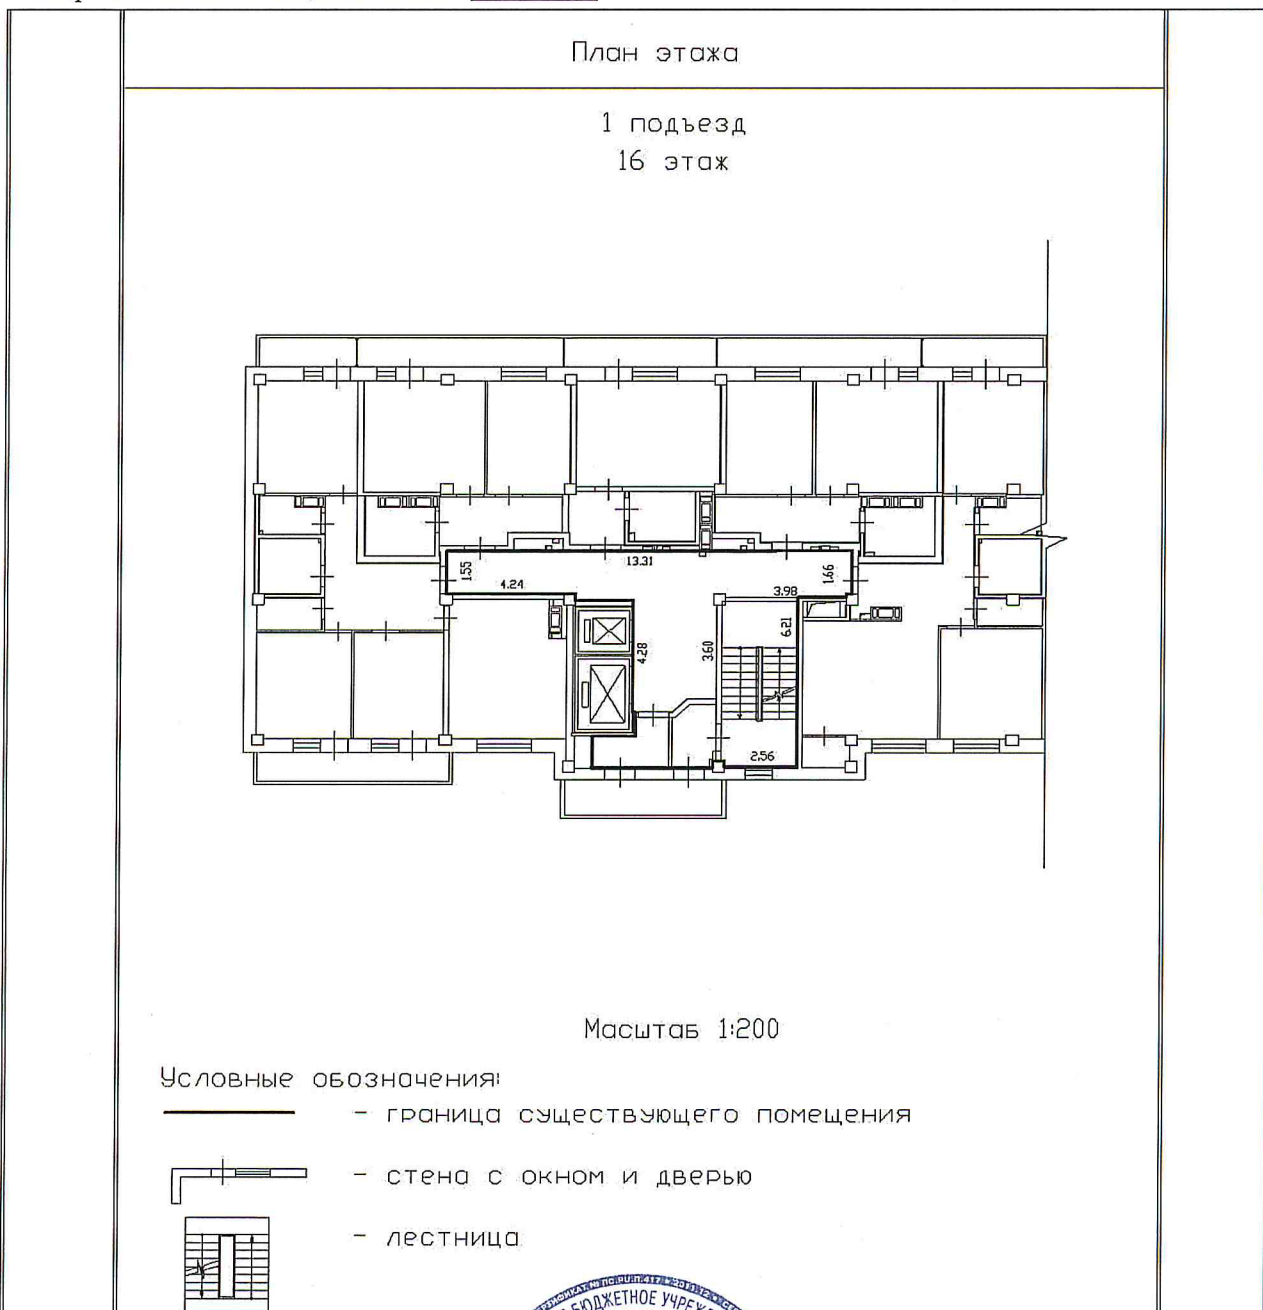 План этажа
1 подъезд
16 этаж
13.31
1.55
4.24
1.66
3.98
6.21
4.28
3.60
2.56
Масштаб 1:200
Условные обозначения:
- граница существующего помещения
- стена с окном и дверью
- лестница
БЮДЖЕТНОЕ